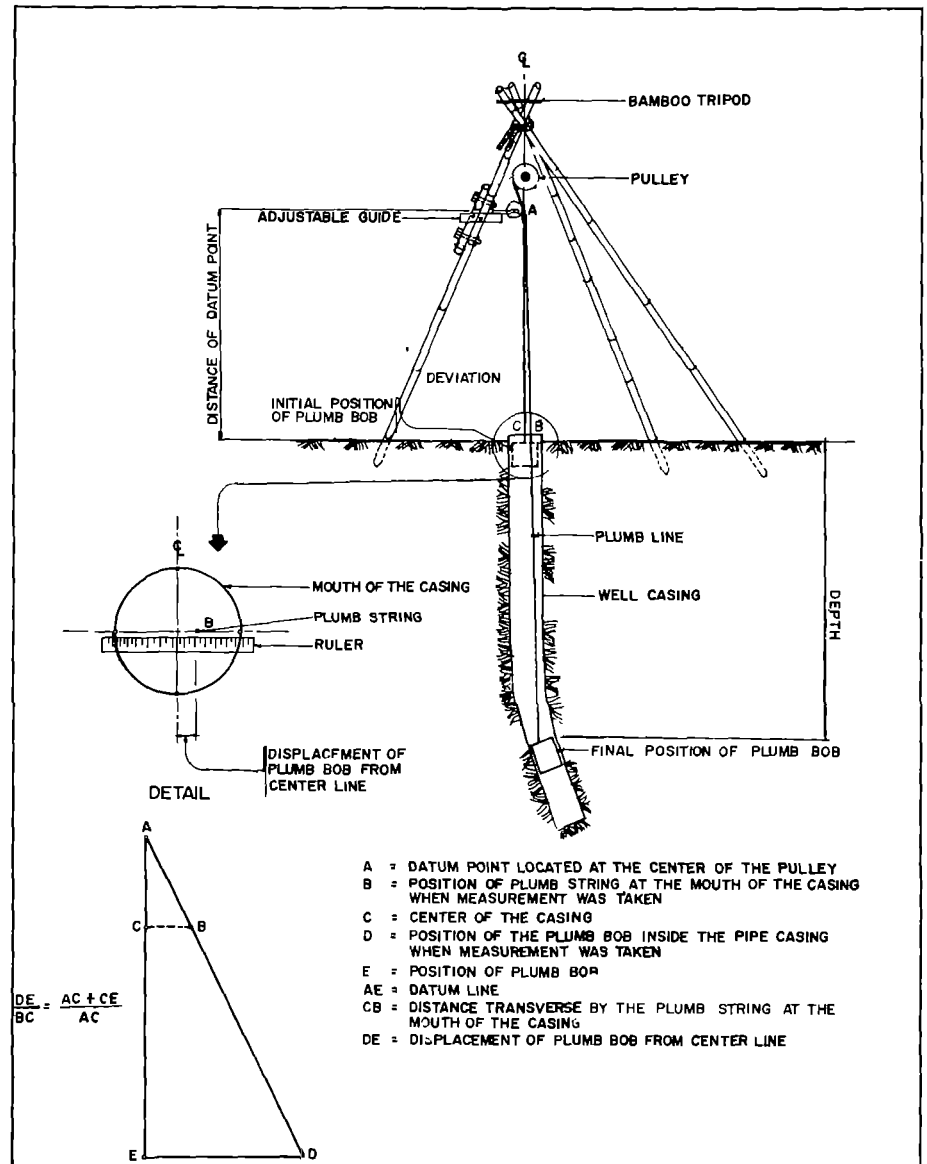 ℄
BAMBOO TRIPOD
PULLEY
ADJUSTABLE GUIDE
A
DISTANCE OF DATUM POINT
DEVIATION
INITIAL POSITION
OF PLUMB BOB
C B
PLUMB LINE
WELL CASING
DEPTH
FINAL POSITION OF PLUMB BOB
℄
MOUTH OF THE CASING
PLUMB STRING
B
RULER
DISPLACFMENT OF
PLUMB BOB FROM
CENTER LINE
DETAIL
A
C B
DE/BC = AC + CE/AC
E D
A = DATUM POINT LOCATED AT THE CENTER OF THE PULLEY
B = POSITION OF PLUMB STRING AT THE MOUTH OF THE CASING
WHEN MEASUREMENT WAS TAKEN
C = CENTER OF THE CASING
D = POSITION OF THE PLUMB BOB INSIDE THE PIPE CASING
WHEN MEASUREMENT WAS TAKEN
E = POSITION OF PLUMB BOB
AE = DATUM LINE
CB = DISTANCE TRANSVERSE BY THE PLUMB STRING AT THE
MOUTH OF THE CASING
DE = DISPLACEMENT OF PLUMB BOB FROM CENTER LINE